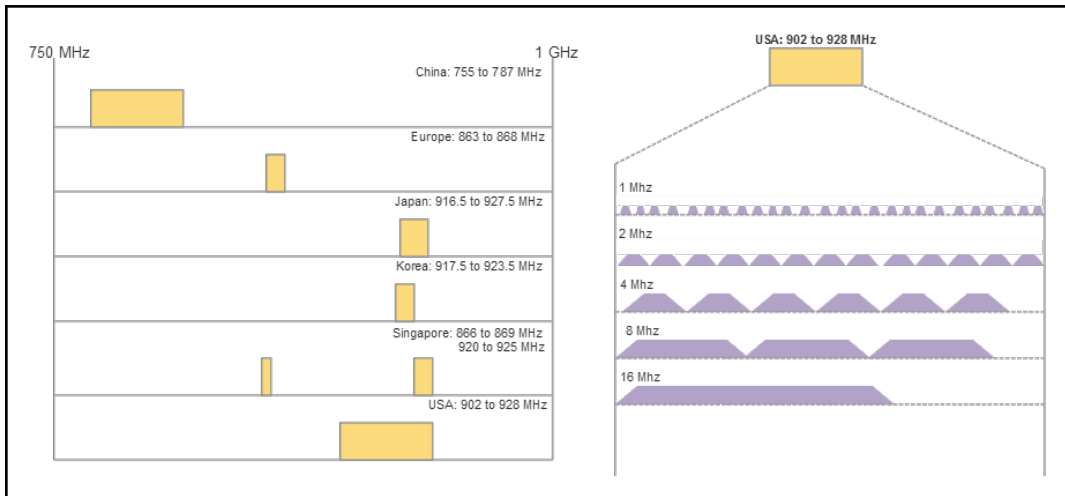 750 MHz
1 GHz
China: 755 to 787 MHz
Europe: 863 to 868 MHz
Japan: 916.5 to 927.5 MHz
Korea: 917.5 to 923.5 MHz
Singapore: 866 to 869 MHz
920 to 925 MHz
USA: 902 to 928 MHz
USA: 902 to 928 MHz
1 Mhz
2 Mhz
4 Mhz
8 Mhz
16 Mhz